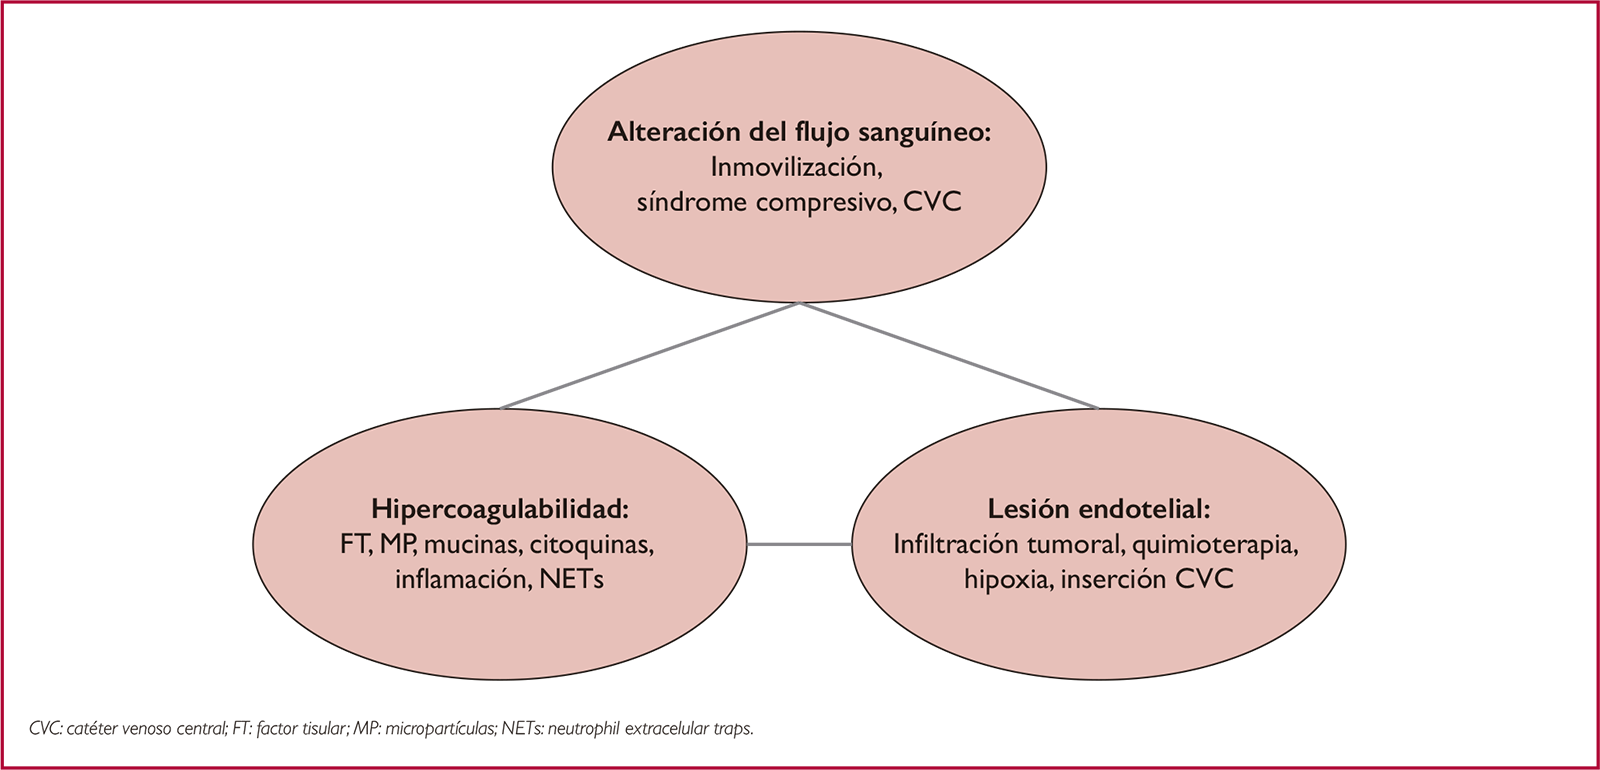 Alteración del flujo sanguíneo:
Inmovilización,
síndrome compresivo, CVC
Hipercoagulabilidad:
FT, MP, mucinas, citoquinas,
inflamación, NETs
Lesión endotelial:
Infiltración tumoral, quimioterapia,
hipoxia, inserción CVC
CVC: catéter venoso central; FT: factor tisular; MP: micropartículas; NETs: neutrophil extracelular traps.